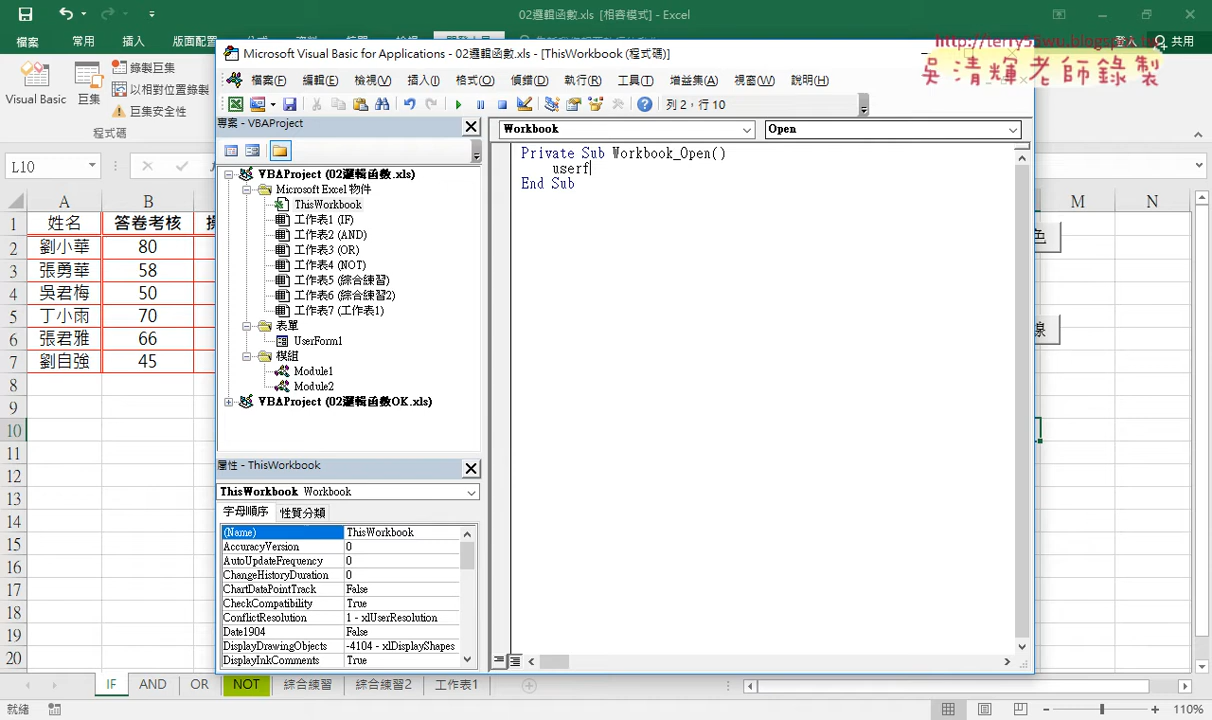 02邏輯函數.xls [相容模式] - Excel
檔案 常用 插入 版面配置
登入 共用
http://terry55wu.blogspot.tw
吳清輝老師錄製
Visual Basic 巨集 錄製巨集
以相對位置錄製
巨集安全性
程式碼
Microsoft Visual Basic for Applications - 02邏輯函數.xls - [ThisWorkbook (程式碼)]
檔案(F) 編輯(E) 檢視(V) 插入(I) 格式(O) 偵錯(D) 執行(R) 工具(T) 增益集(A) 視窗(W) 說明(H)
列 2，行 10
專案 - VBAProject
VBAProject (02邏輯函數.xls)
Microsoft Excel 物件
ThisWorkbook
工作表1 (IF)
工作表2 (AND)
工作表3 (OR)
工作表4 (NOT)
工作表5 (綜合練習)
工作表6 (綜合練習2)
工作表7 (工作表1)
表單
UserForm1
模組
Module1
Module2
VBAProject (02邏輯函數OK.xls)
Workbook Open
Private Sub Workbook_Open()
userf
End Sub
屬性 - ThisWorkbook
ThisWorkbook Workbook
字母順序 性質分類
(Name) ThisWorkbook
AccuracyVersion 0
AutoUpdateFrequency 0
ChangeHistoryDuration 0
ChartDataPointTrack False
CheckCompatibility True
ConflictResolution 1 - xlUserResolution
Date1904 False
DisplayDrawingObjects -4104 - xlDisplayShapes
DisplayInkComments True
L10
A B M N
1 姓名 答卷考核
2 劉小華 80 色
3 張勇華 58
4 吳君梅 50
5 丁小雨 70
6 張君雅 66 線
7 劉自強 45
8
9
10
11
12
13
14
15
16
17
18
19
20
IF AND OR NOT 綜合練習 綜合練習2 工作表1
就緒 110%